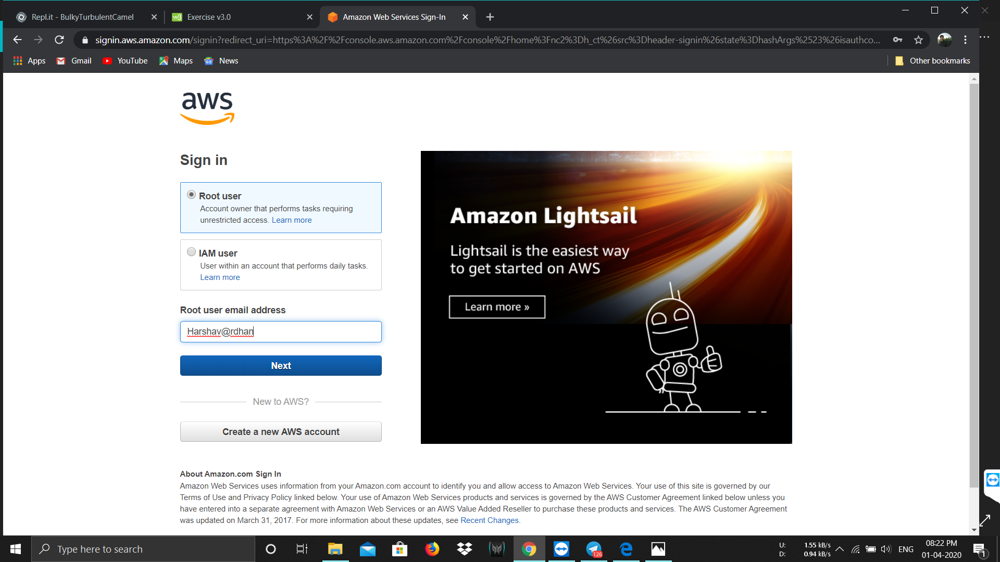 Repl.it - BulkyTurbulentCamel
Exercise v3.0
Amazon Web Services Sign-In
signin.aws.amazon.com/signin?redirect_uri=https%3A%2F%2Fconsole.aws.amazon.com%2Fconsole%2Fhome%3Fnc2%3Dh_ct%26src%3Dheader-signin%26state%3DhashArgs%2523%26isauthco...
Apps
Gmail
YouTube
Maps
News
Other bookmarks
aws
Sign in
Root user
Account owner that performs tasks requiring
unrestricted access. Learn more
IAM user
User within an account that performs daily tasks.
Learn more
Root user email address
Harshav@rdhan
Next
New to AWS?
Create a new AWS account
Amazon Lightsail
Lightsail is the easiest way
to get started on AWS
Learn more »
About Amazon.com Sign In
Amazon Web Services uses information from your Amazon.com account to identify you and allow access to Amazon Web Services. Your use of this site is governed by our
Terms of Use and Privacy Policy linked below. Your use of Amazon Web Services products and services is governed by the AWS Customer Agreement linked below unless you
have entered into a separate agreement with Amazon Web Services or an AWS Value Added Reseller to purchase these products and services. The AWS Customer Agreement
was updated on March 31, 2017. For more information about these updates, see Recent Changes.
Type here to search
126
U: 1.55 kB/s
D: 0.94 kB/s
ENG
08:22 PM
01-04-2020
1